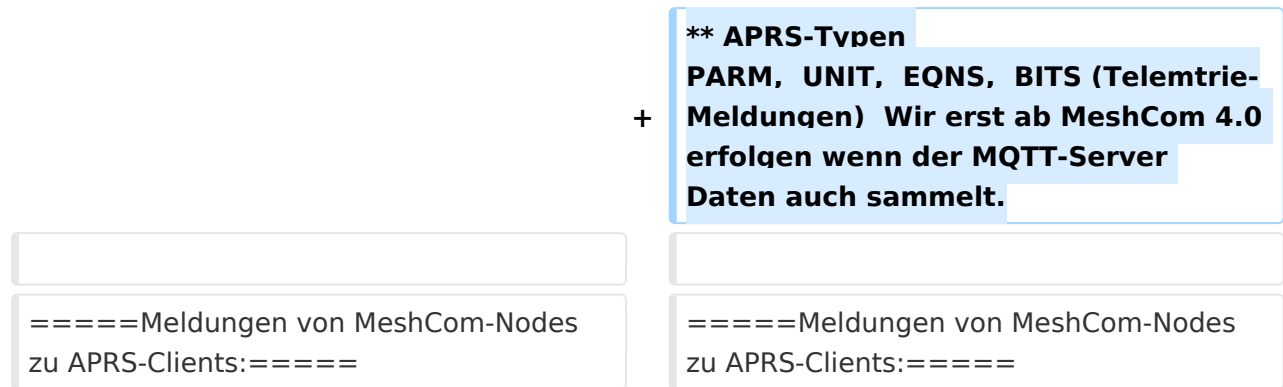 ** APRS-Typen
PARM, UNIT, EQNS, BITS (Telemtrie-
+
Meldungen) Wir erst ab MeshCom 4.0
erfolgen wenn der MQTT-Server
Daten auch sammelt.
=====Meldungen von MeshCom-Nodes
zu APRS-Clients:=====
=====Meldungen von MeshCom-Nodes
zu APRS-Clients:=====